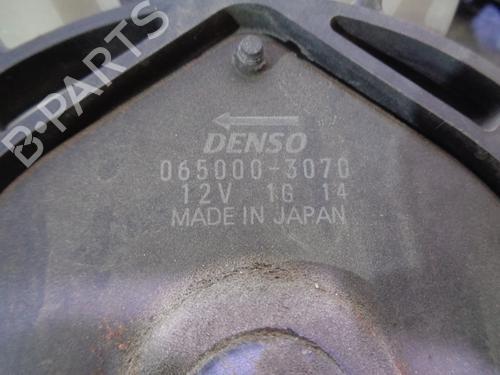 DENSO
065000-3070
12V 1G 14
MADE IN JAPAN
B-PARTS